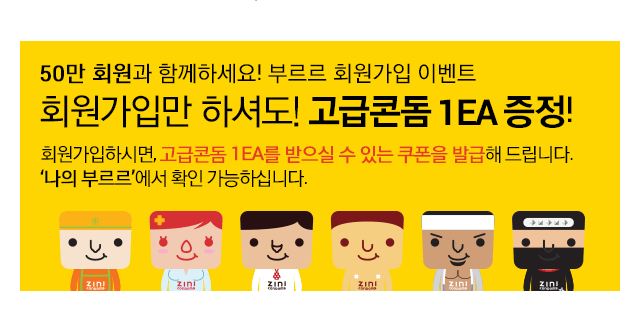 50만 회원과 함께하세요! 부르르 회원가입 이벤트
회원가입만 하셔도! 고급콘돔 1EA 증정!
회원가입하시면, 고급콘돔 1EA를 받으실 수 있는 쿠폰을 발급해 드립니다.
‘나의 부르르’에서 확인 가능하십니다.
ZINI ZINI ZINI ZINI ZINI ZINI